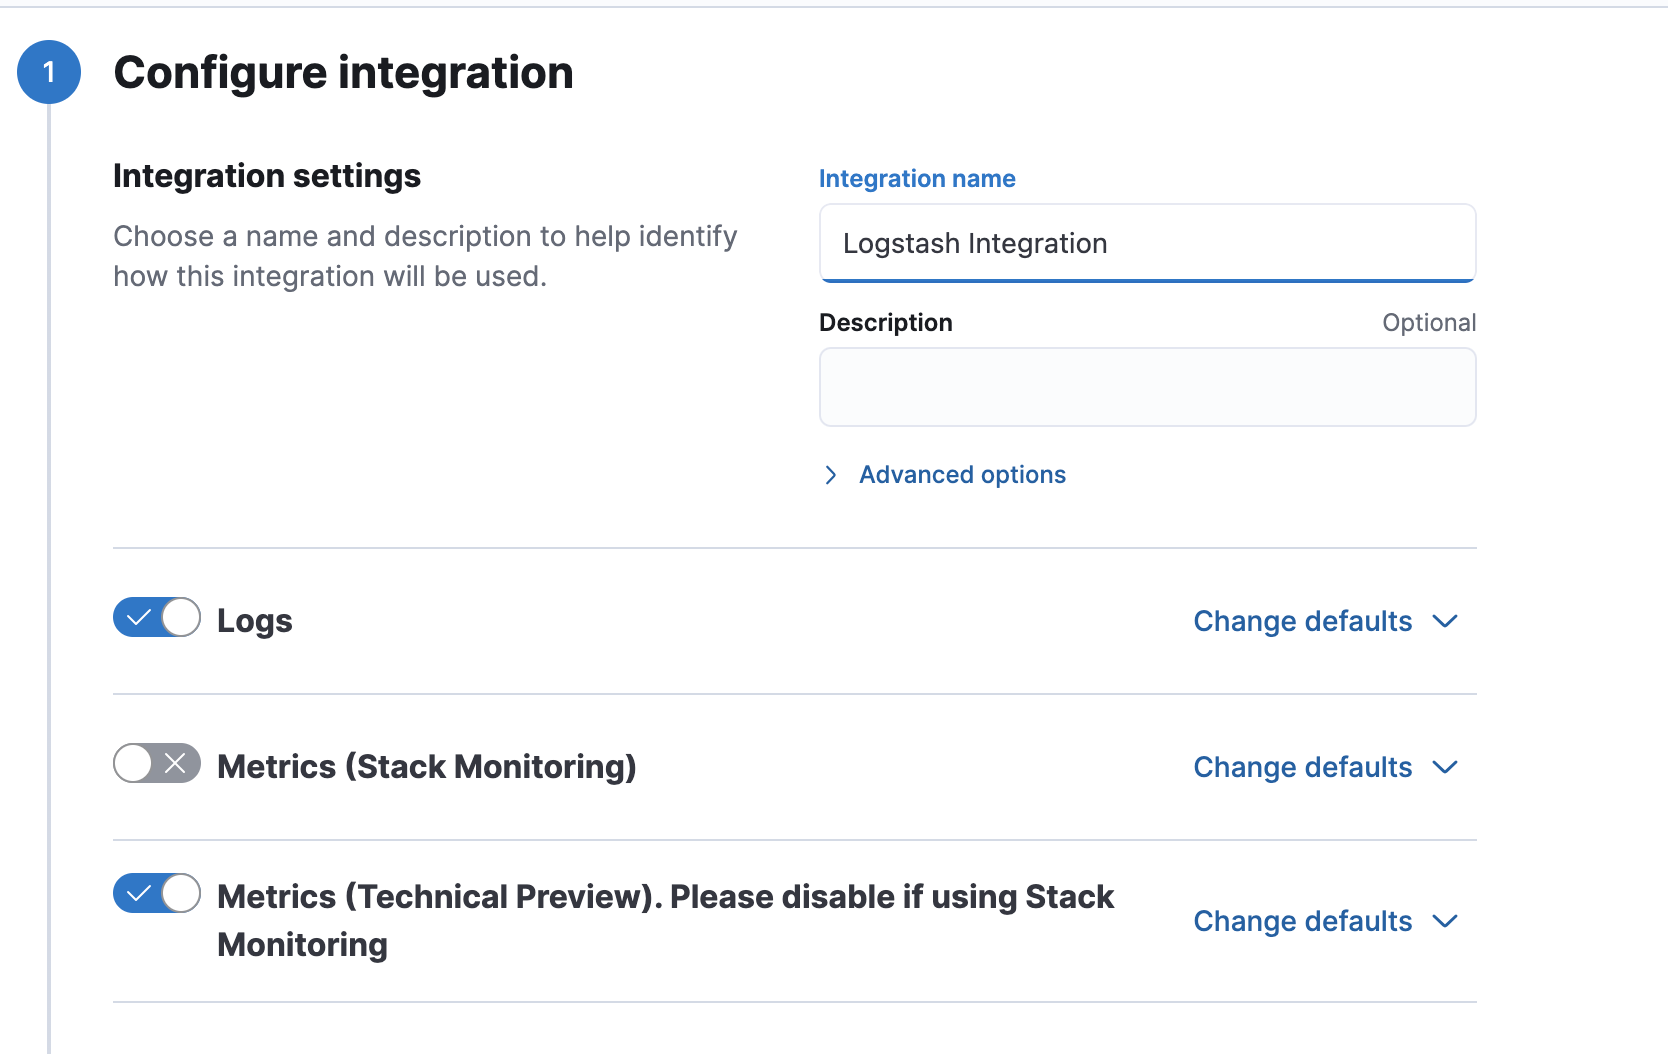 1
Configure integration
Integration settings
Choose a name and description to help identify
how this integration will be used.
Integration name
Logstash Integration
Description Optional
Advanced options
Logs Change defaults
Metrics (Stack Monitoring) Change defaults
Metrics (Technical Preview). Please disable if using Stack
Monitoring
Change defaults